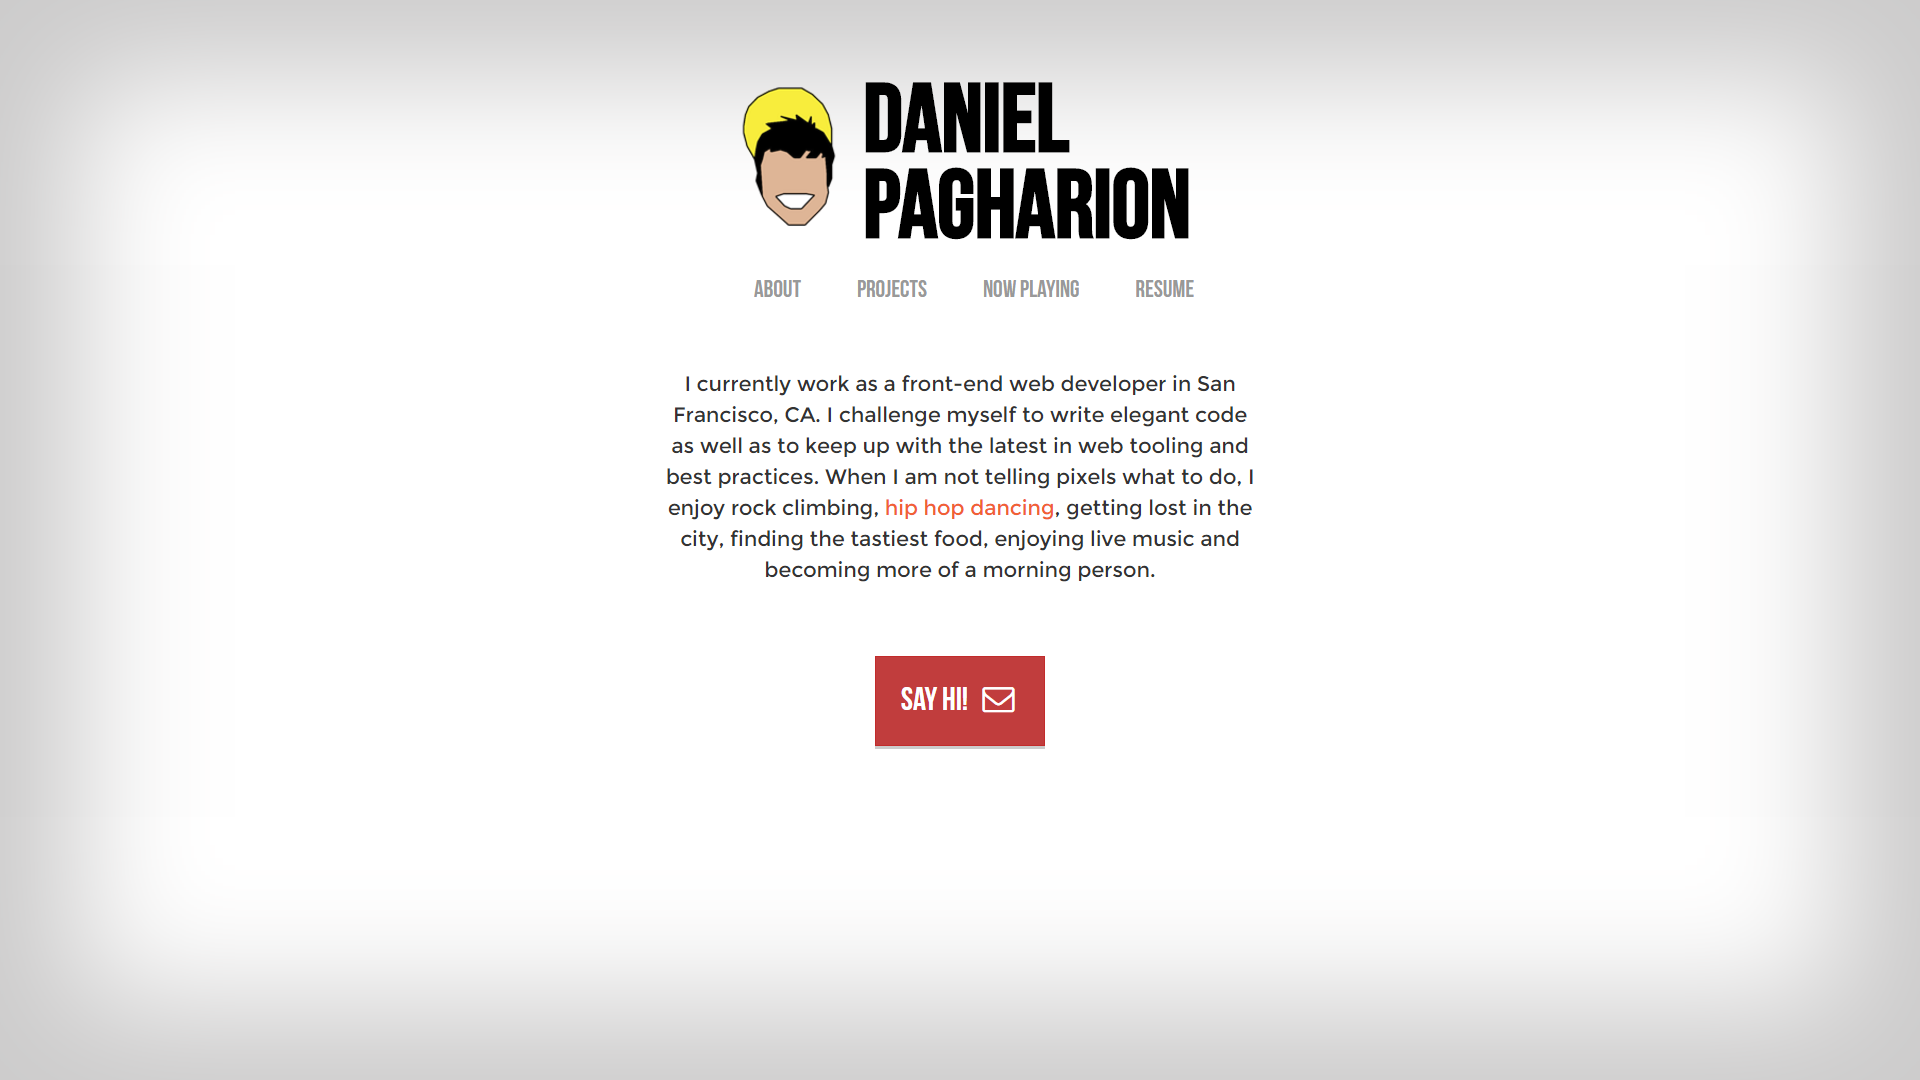 DANIEL
PAGHARION
ABOUT PROJECTS NOW PLAYING RESUME
I currently work as a front-end web developer in San
Francisco, CA. I challenge myself to write elegant code
as well as to keep up with the latest in web tooling and
best practices. When I am not telling pixels what to do, I
enjoy rock climbing, hip hop dancing, getting lost in the
city, finding the tastiest food, enjoying live music and
becoming more of a morning person.
SAY HI!